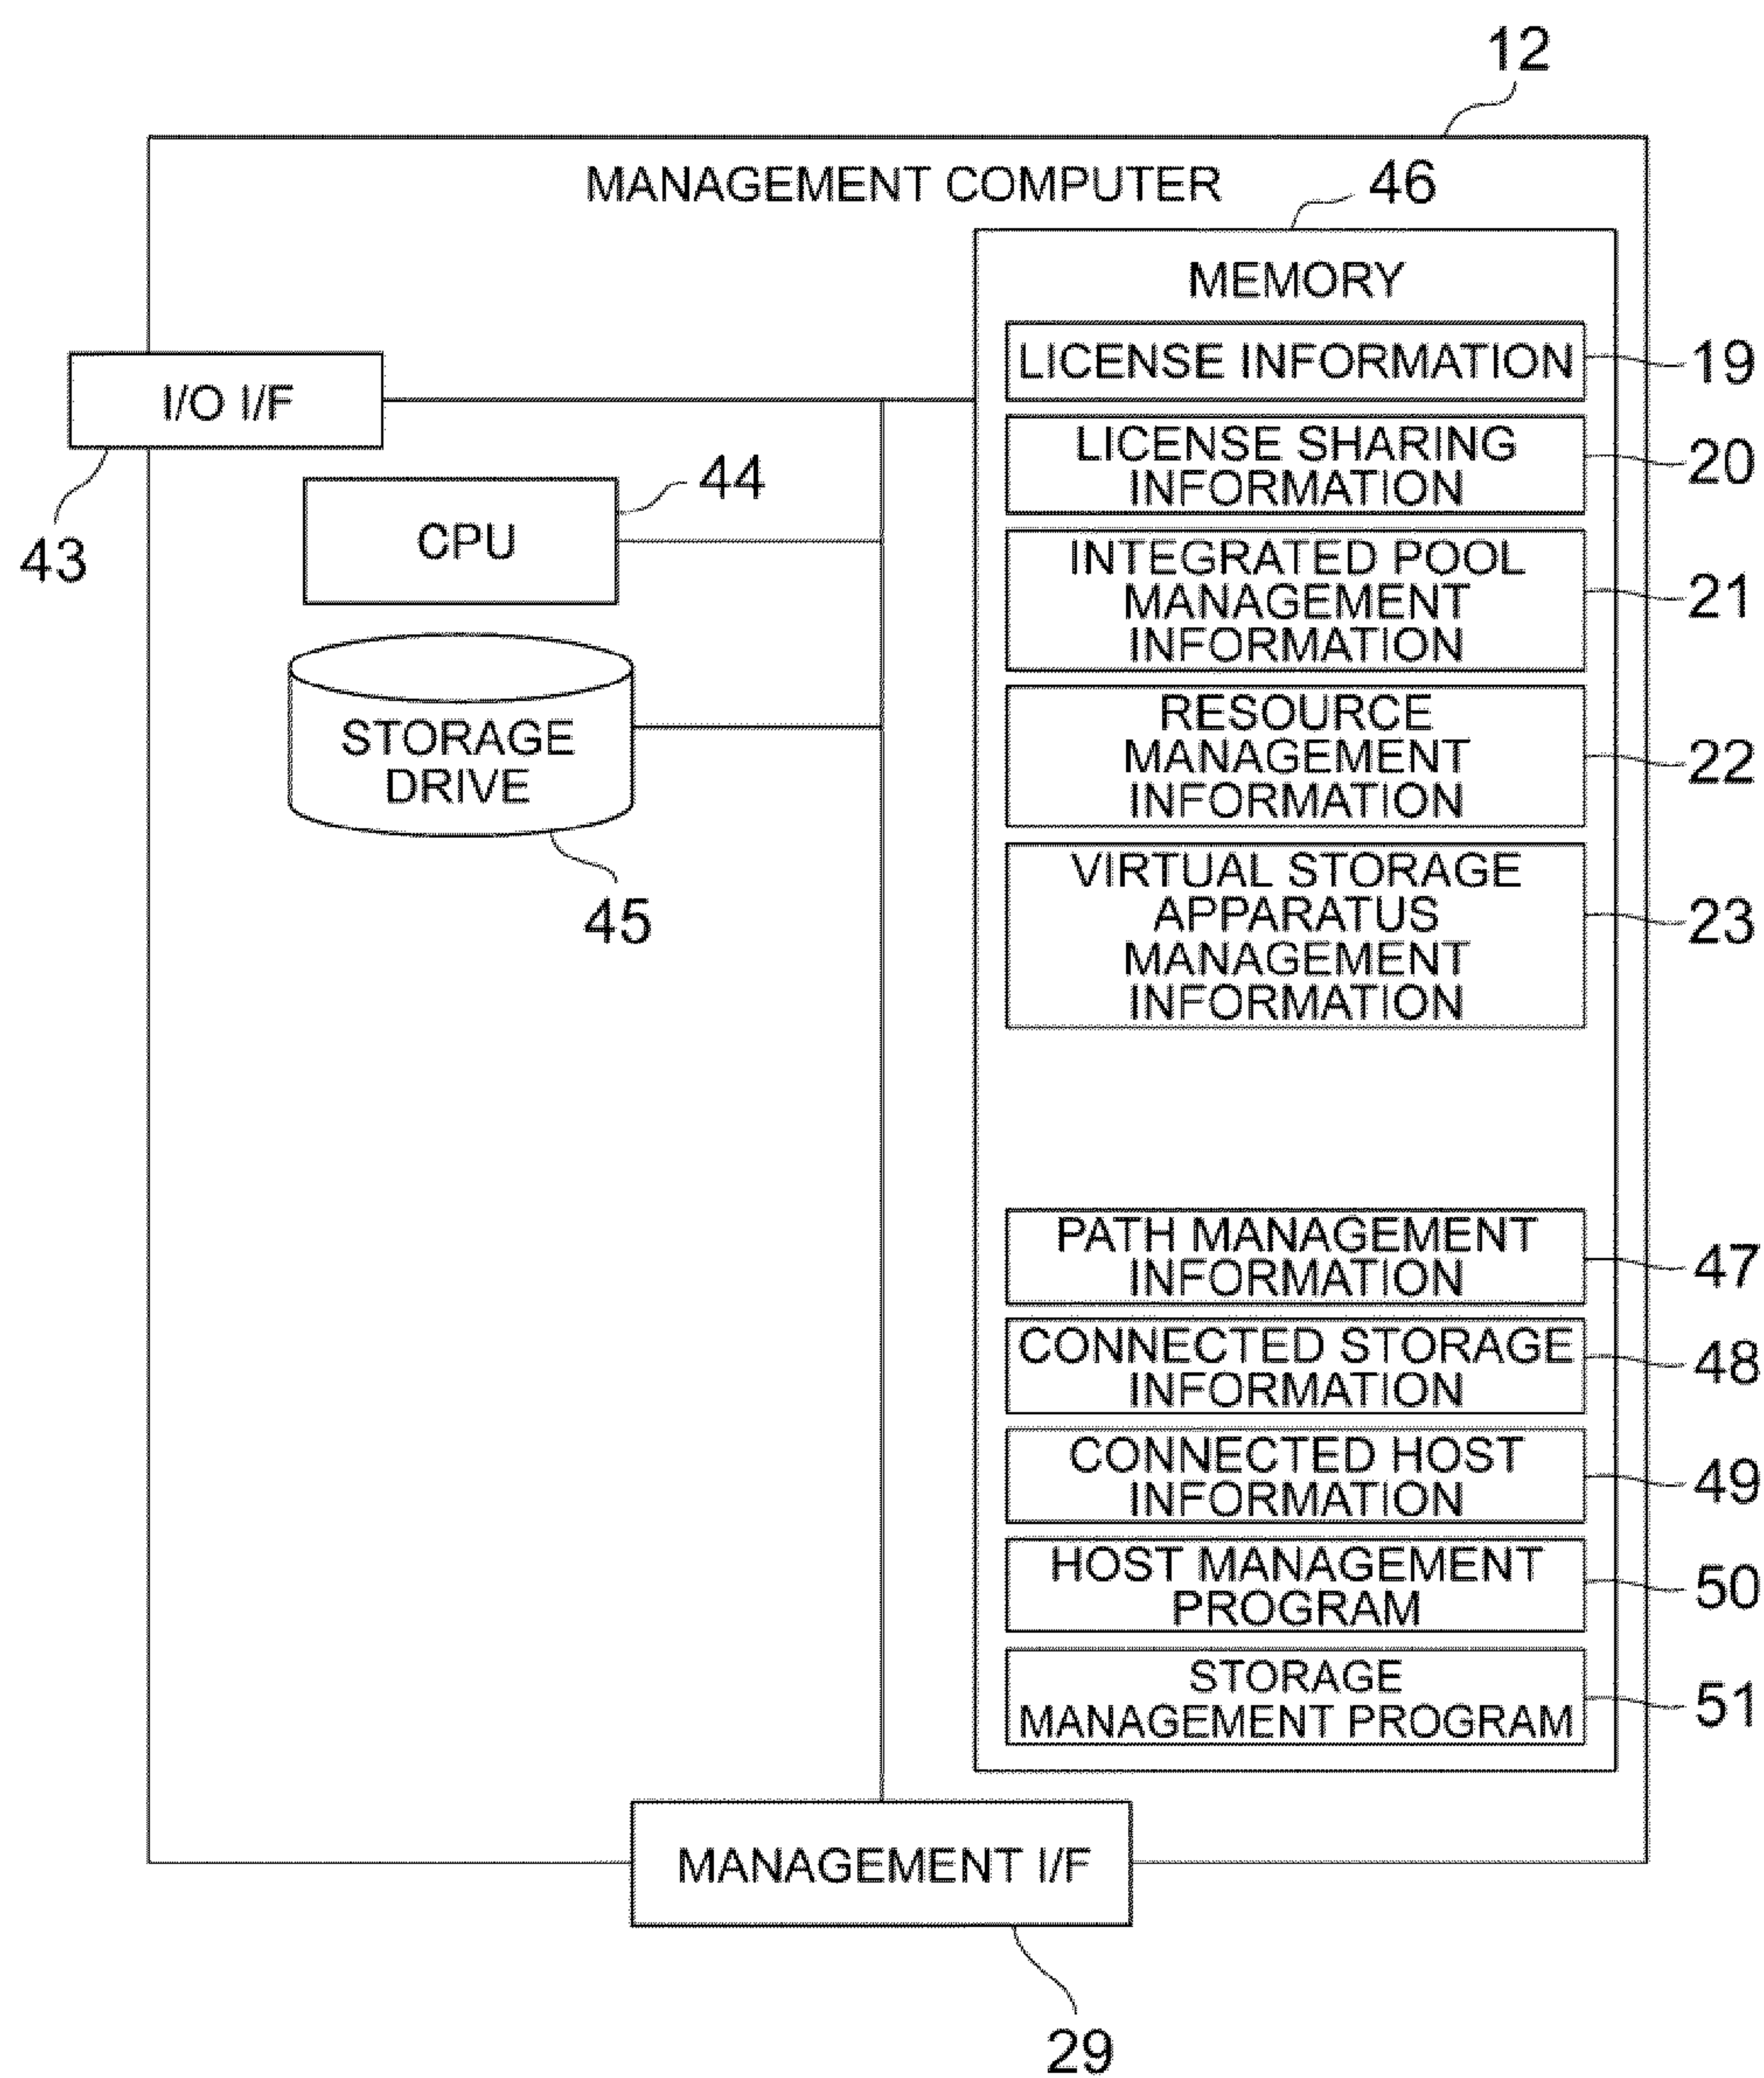 12
MANAGEMENT COMPUTER
46
MEMORY
LICENSE INFORMATION
19
LICENSE SHARING
INFORMATION
20
INTEGRATED POOL
MANAGEMENT
INFORMATION
21
RESOURCE
MANAGEMENT
INFORMATION
22
VIRTUAL STORAGE
APPARATUS
MANAGEMENT
INFORMATION
23
PATH MANAGEMENT
INFORMATION
47
CONNECTED STORAGE
INFORMATION
48
CONNECTED HOST
INFORMATION
49
HOST MANAGEMENT
PROGRAM
50
STORAGE
MANAGEMENT PROGRAM
51
I/O I/F
43
CPU
44
STORAGE
DRIVE
45
MANAGEMENT I/F
29